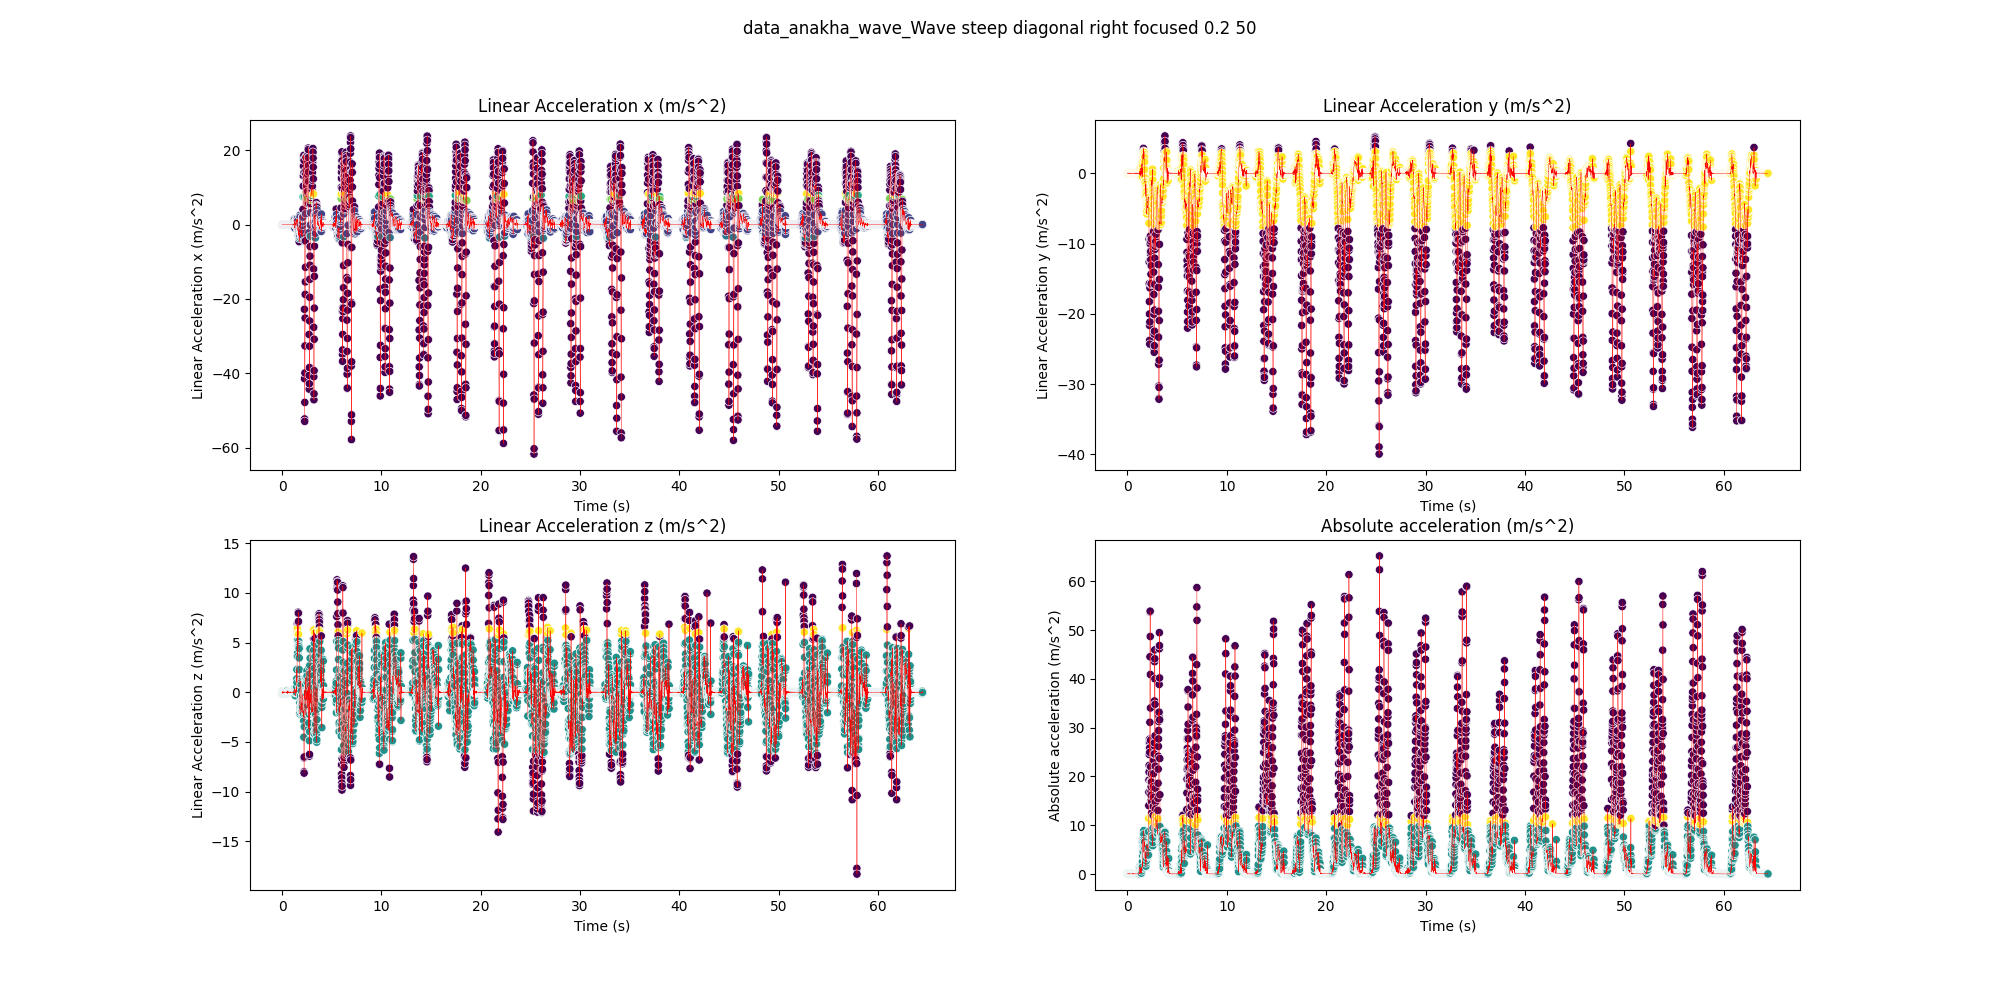 data_anakha_wave_Wave steep diagonal right focused 0.2 50
Linear Acceleration x (m/s^2)
Linear Acceleration x (m/s^2)
20
0
−20
−40
−60
0 10 20 30 40 50 60
Time (s)
Linear Acceleration y (m/s^2)
Linear Acceleration y (m/s^2)
0
−10
−20
−30
−40
0 10 20 30 40 50 60
Time (s)
Linear Acceleration z (m/s^2)
Linear Acceleration z (m/s^2)
15
10
5
0
−5
−10
−15
0 10 20 30 40 50 60
Time (s)
Absolute acceleration (m/s^2)
Absolute acceleration (m/s^2)
60
50
40
30
20
10
0
0 10 20 30 40 50 60
Time (s)